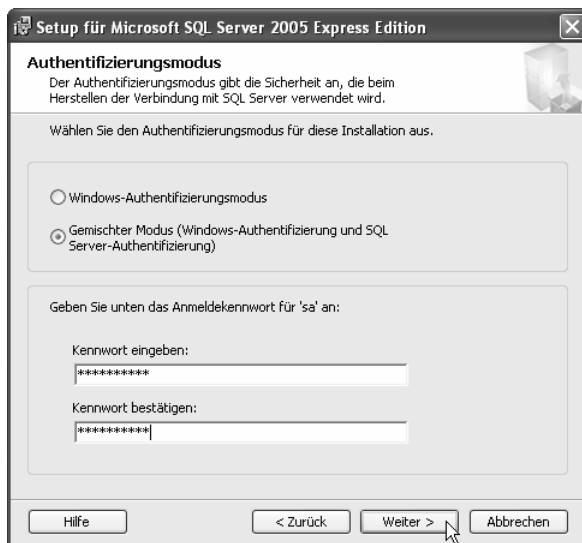 Setup für Microsoft SQL Server 2005 Express Edition
Authentifizierungsmodus
Der Authentifizierungsmodus gibt die Sicherheit an, die beim
Herstellen der Verbindung mit SQL Server verwendet wird.
Wählen Sie den Authentifizierungsmodus für diese Installation aus.
Windows-Authentifizierungsmodus
Gemischter Modus (Windows-Authentifizierung und SQL
Server-Authentifizierung)
Geben Sie unten das Anmeldekennwort für 'sa' an:
Kennwort eingeben:
**********
Kennwort bestätigen:
**********
Hilfe
< Zurück
Weiter >
Abbrechen